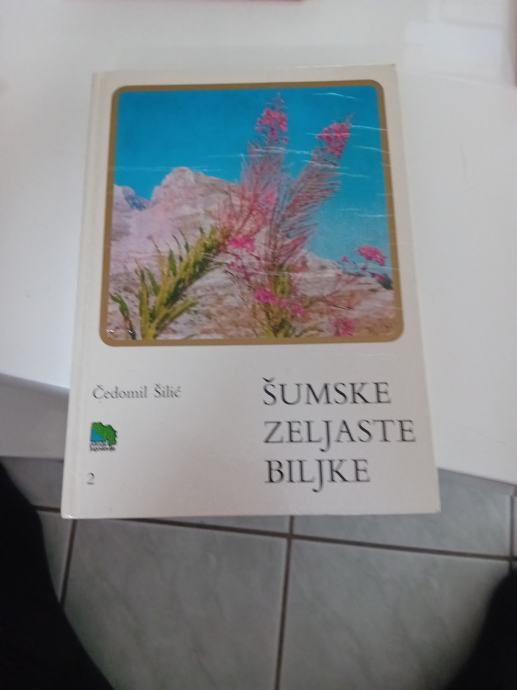 Čedomil Šilić
ŠUMSKE
ZELJASTE
BILJKE
2